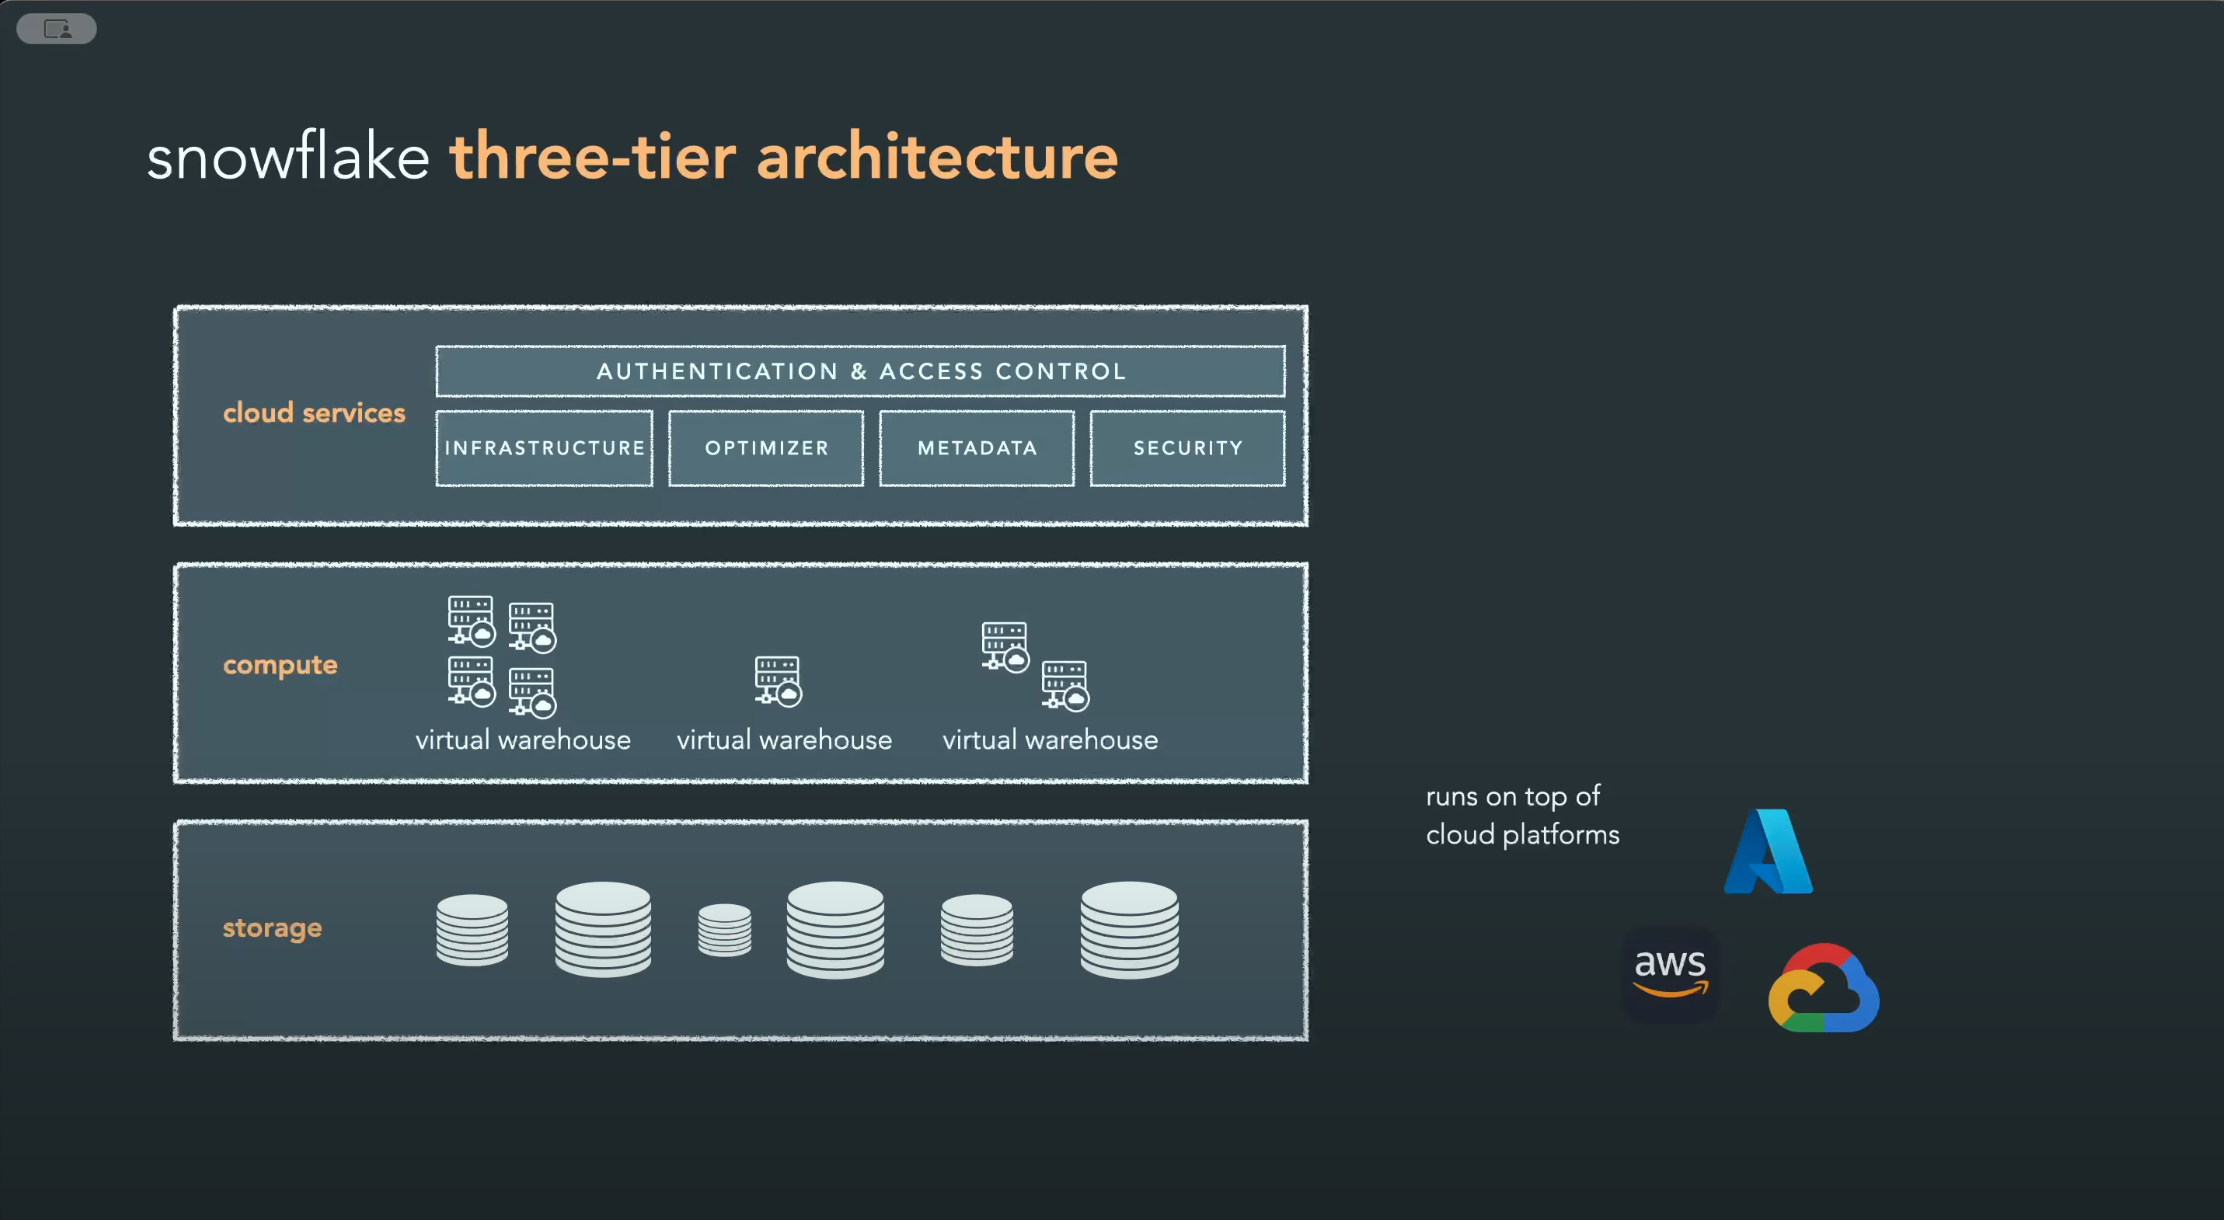 snowflake three-tier architecture
cloud services
AUTHENTICATION & ACCESS CONTROL
INFRASTRUCTURE
OPTIMIZER
METADATA
SECURITY
compute
virtual warehouse
virtual warehouse
virtual warehouse
storage
runs on top of
cloud platforms
aws